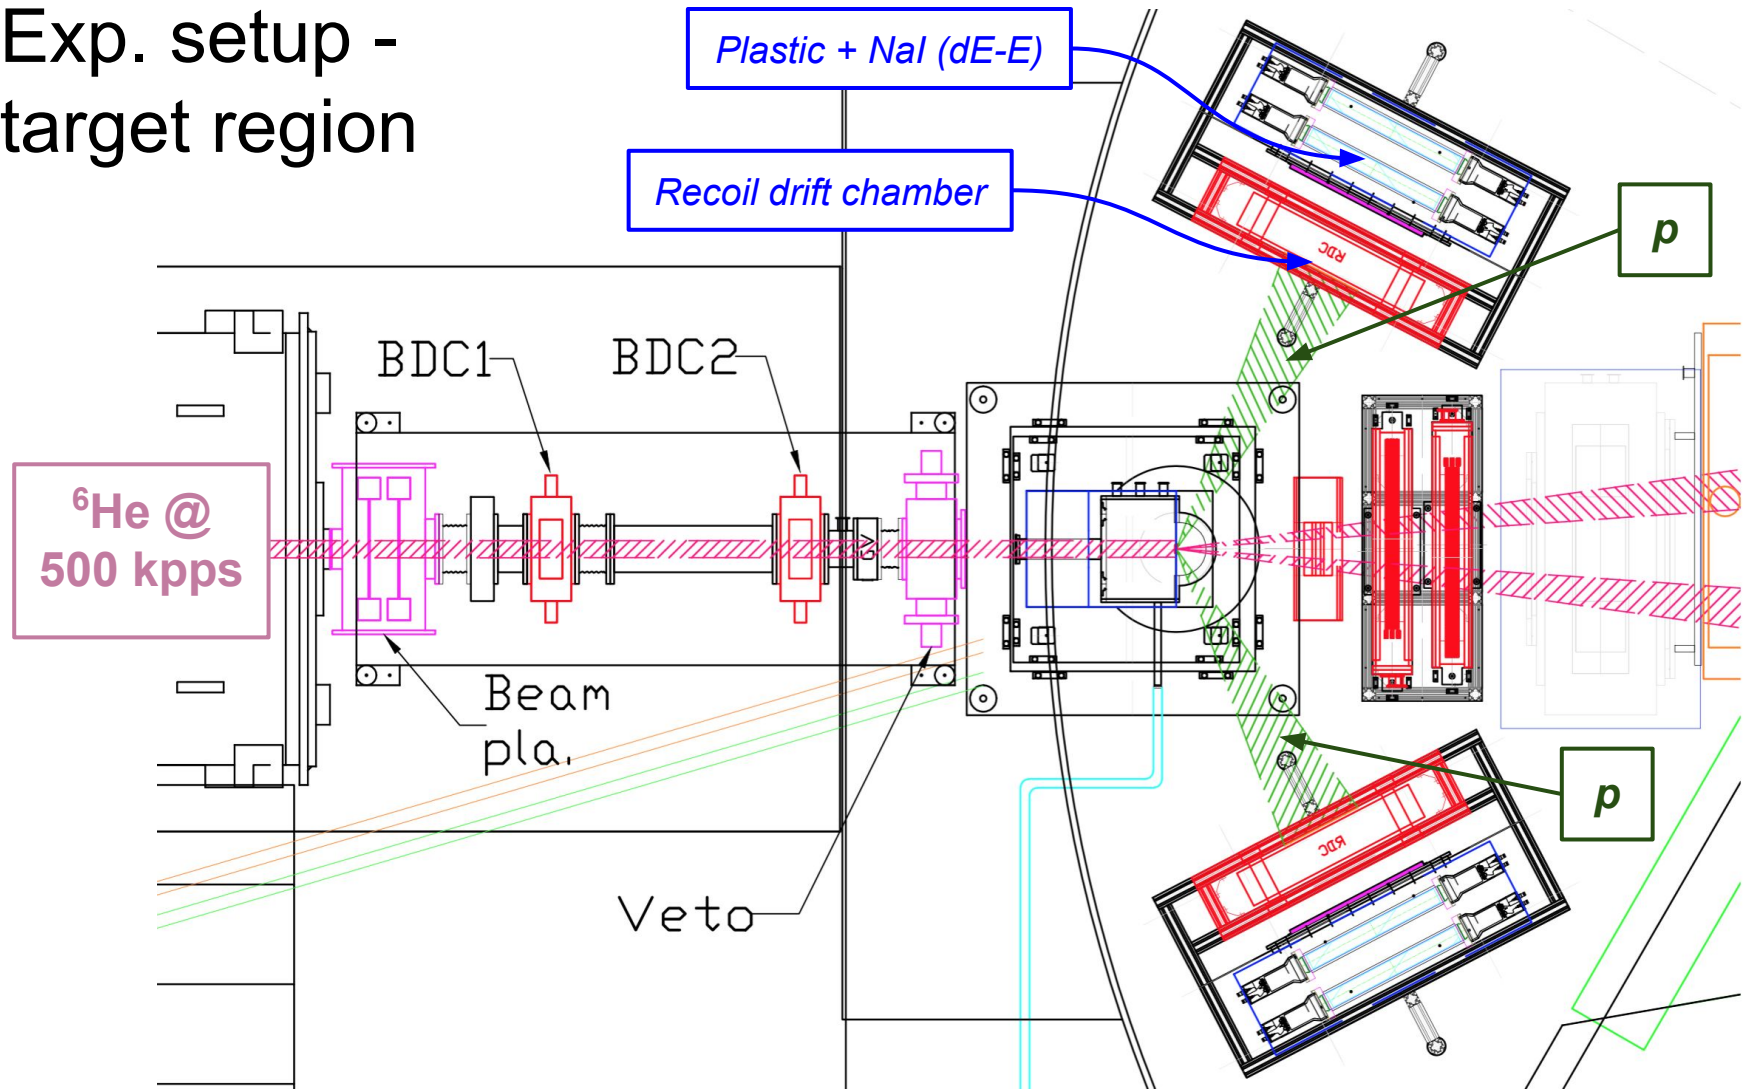 Exp. setup -
target region
Plastic + NaI (dE-E)
Recoil drift chamber
p
RDC
BDC1
BDC2
⁶He @
500 kpps
Beam
pla.
Veto
p
RDC